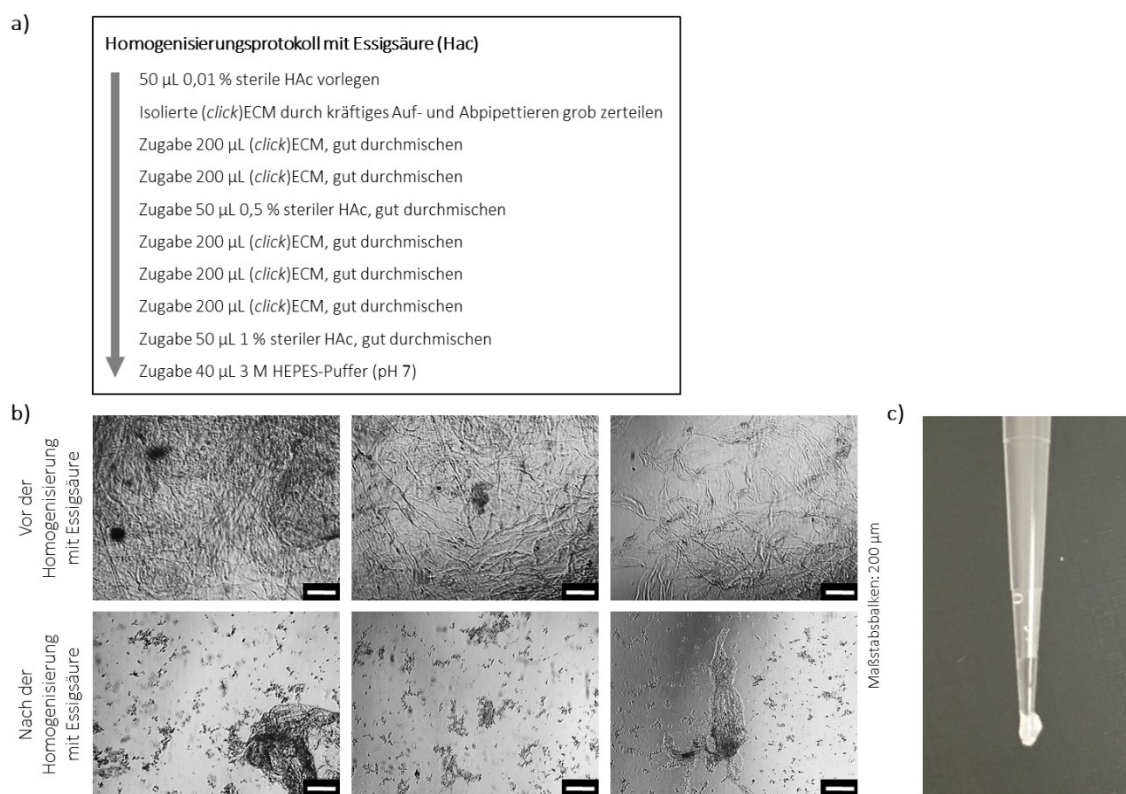 a)
Homogenisierungsprotokoll mit Essigsäure (Hac)
50 µL 0,01 % sterile HAc vorlegen
Isolierte (click)ECM durch kräftiges Auf- und Abpipettieren grob zerteilen
Zugabe 200 µL (click)ECM, gut durchmischen
Zugabe 200 µL (click)ECM, gut durchmischen
Zugabe 50 µL 0,5 % steriler HAc, gut durchmischen
Zugabe 200 µL (click)ECM, gut durchmischen
Zugabe 200 µL (click)ECM, gut durchmischen
Zugabe 200 µL (click)ECM, gut durchmischen
Zugabe 50 µL 1 % steriler HAc, gut durchmischen
Zugabe 40 µL 3 M HEPES-Puffer (pH 7)
b)
Vor der
Homogenisierung
mit Essigsäure
Nach der
Homogenisierung
mit Essigsäure
Maßstabsbalken: 200 µm
c)